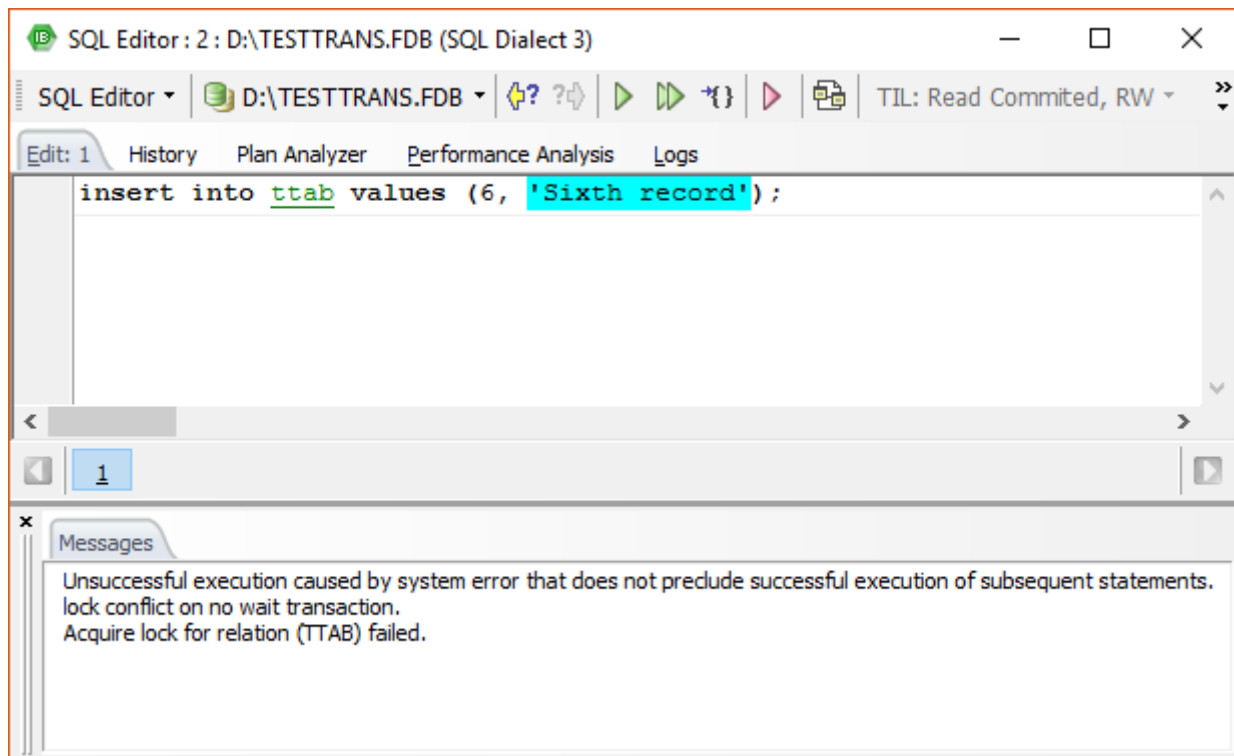 SQL Editor : 2 : D:\TESTTRANS.FDB (SQL Dialect 3)
SQL Editor D:\TESTTRANS.FDB TIL: Read Commited, RW
Edit: 1 History Plan Analyzer Performance Analysis Logs
insert into ttab values (6, 'Sixth record');
1
Messages
Unsuccessful execution caused by system error that does not preclude successful execution of subsequent statements.
lock conflict on no wait transaction.
Acquire lock for relation (TTAB) failed.